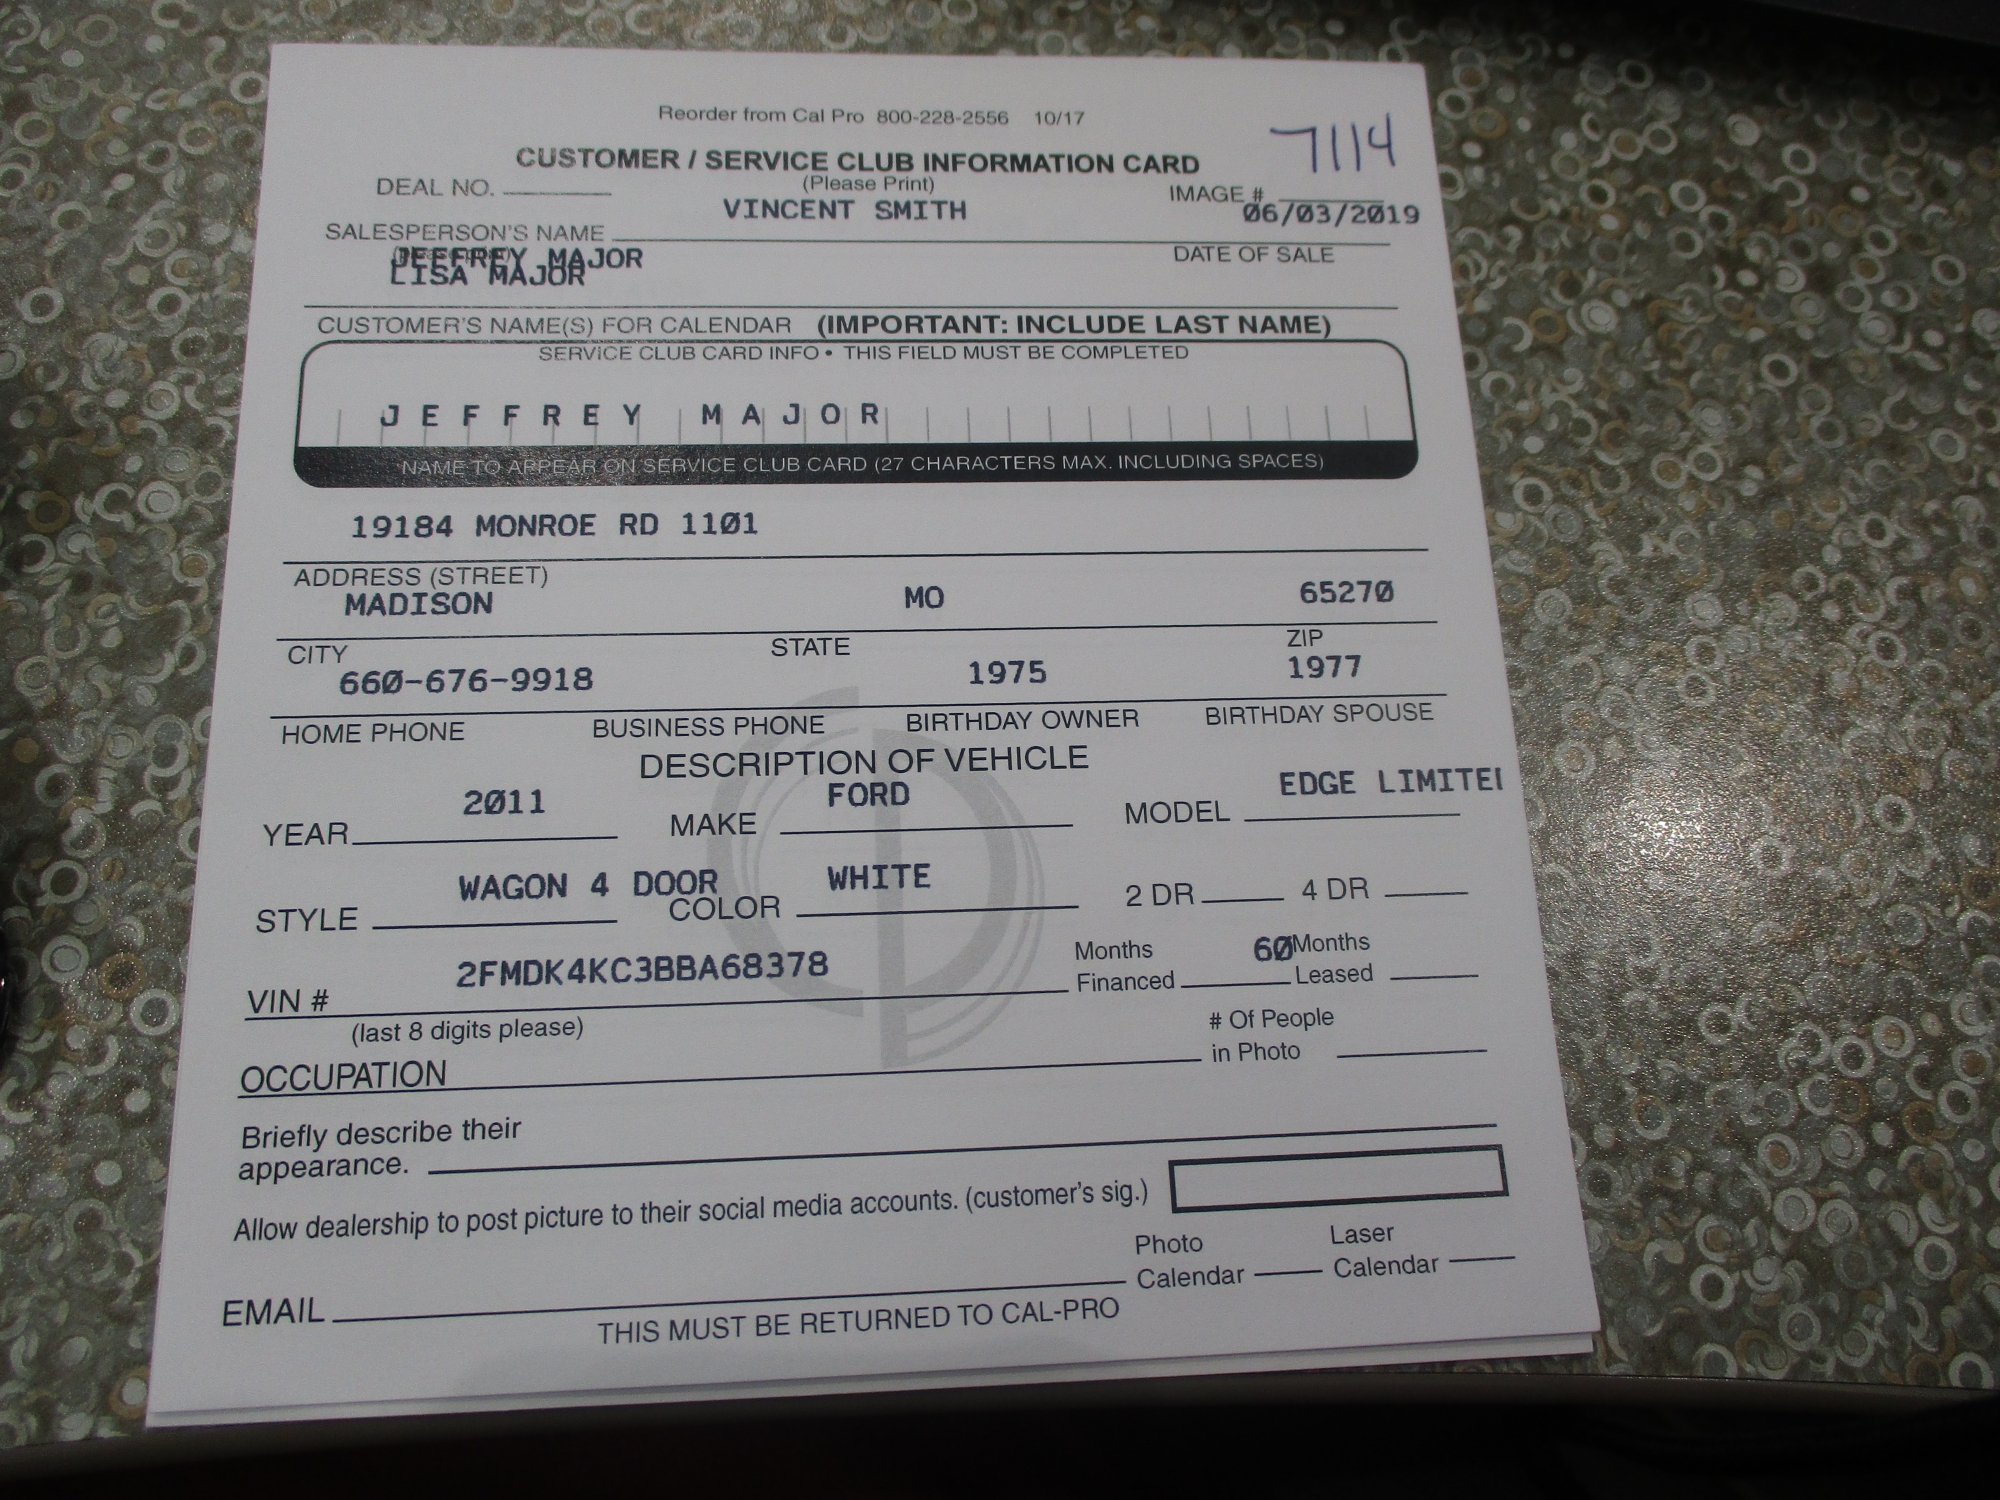 Reorder from Cal Pro 800-228-2556 10/17
7114
CUSTOMER / SERVICE CLUB INFORMATION CARD
(Please Print)
DEAL NO.
IMAGE #
VINCENT SMITH
06/03/2019
SALESPERSON'S NAME
DATE OF SALE
JEFFREY MAJOR
LISA MAJOR
CUSTOMER'S NAME(S) FOR CALENDAR (IMPORTANT: INCLUDE LAST NAME)
SERVICE CLUB CARD INFO • THIS FIELD MUST BE COMPLETED
JEFFREY MAJOR
NAME TO APPEAR ON SERVICE CLUB CARD (27 CHARACTERS MAX. INCLUDING SPACES)
19184 MONROE RD 1101
ADDRESS (STREET)
MADISON MO 65270
CITY STATE ZIP
660-676-9918 1975 1977
HOME PHONE BUSINESS PHONE BIRTHDAY OWNER BIRTHDAY SPOUSE
DESCRIPTION OF VEHICLE
2011 FORD EDGE LIMITE
YEAR MAKE MODEL
WAGON 4 DOOR WHITE
STYLE COLOR 2 DR 4 DR
2FMDK4KC3BBA68378
Months Financed 60 Months Leased
VIN #
(last 8 digits please)
# Of People in Photo
OCCUPATION
Briefly describe their
appearance.
Allow dealership to post picture to their social media accounts. (customer's sig.)
Photo Calendar Laser Calendar
EMAIL
THIS MUST BE RETURNED TO CAL-PRO